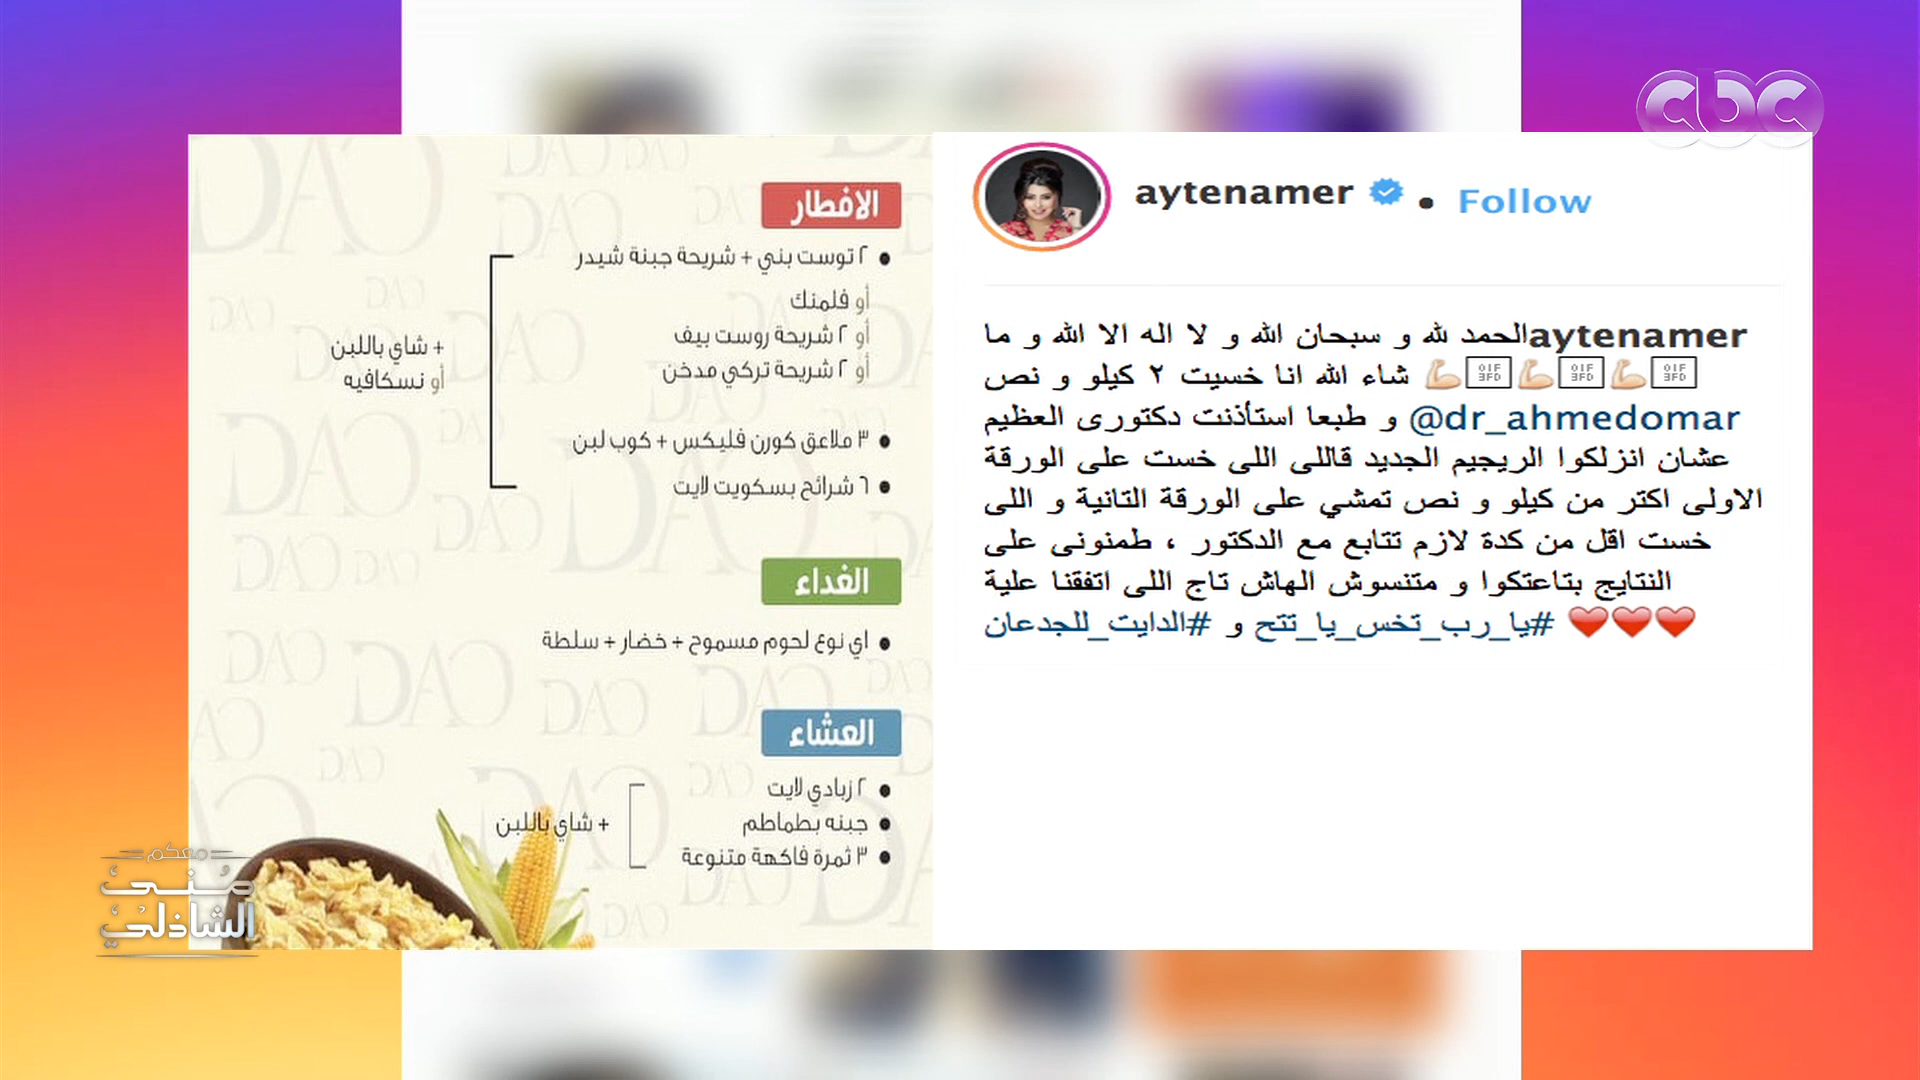 cbc
الافطار
٢ توست بني + شريحة جبنة شيدر
أو فلمنك
أو ٢ شريحة روست بيف
أو ٢ شريحة تركي مدخن
٣ ملاعق كورن فليكس + كوب لبن
٦ شرائح بسكويت لايت
+ شاي باللبن
أو نسكافيه
الغداء
اي نوع لحوم مسموح + خضار + سلطة
العشاء
٢ زبادي لايت
جبنه بطماطم
٣ ثمرة فاكهة متنوعة
+ شاي باللبن
aytenamer • Follow
aytenamerالحمد لله و سبحان الله و لا اله الا الله و ما
شاء الله انا خسيت ٢ كيلو و نص 💪🏼💪🏼💪🏼
@dr_ahmedomar و طبعا استأذنت دكتورى العظيم
عشان انزلكوا الريجيم الجديد قاللى اللى خست على الورقة
الاولى اكتر من كيلو و نص تمشي على الورقة التانية و اللى
خست اقل من كدة لازم تتابع مع الدكتور ، طمنونى على
النتايج بتاعتكوا و متنسوش الهاش تاج اللى اتفقنا علية
❤❤❤ #يا_رب_تخس_يا_تتح و #الدايت_للجدعان
معكم
مُنى
الشاذلي